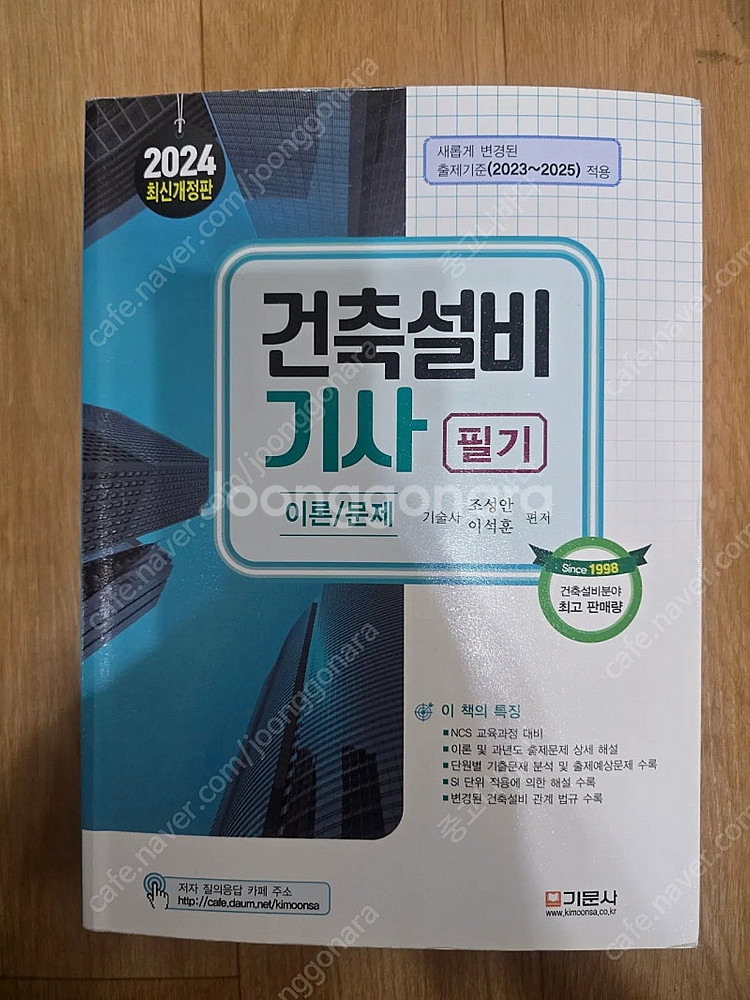 2024
최신개정판
새롭게 변경된
출제기준(2023~2025) 적용
건축설비
기사 필기
이론/문제
기술사 조성안 이석훈 편저
Since 1998
건축설비분야
최고 판매량
이 책의 특징
■ NCS 교육과정 대비
■ 이론 및 과년도 출제문제 상세 해설
■ 단원별 기출문제 분석 및 출제예상문제 수록
■ SI 단위 적용에 의한 해설 수록
■ 변경된 건축설비 관계 법규 수록
저자 질의응답 카페 주소
http://cafe.daum.net/kimoonsa
기문사
www.kimoonsa.co.kr
Joonggonara
cafe.naver.com/joonggonara